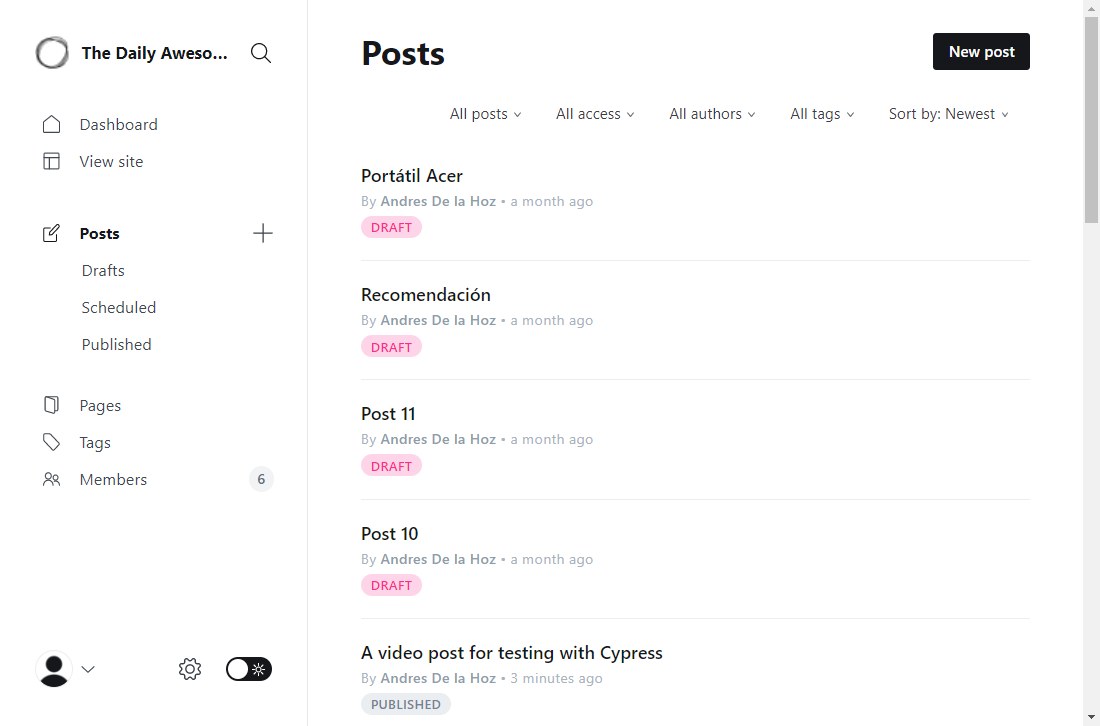 The Daily Aweso...
Dashboard
View site
Posts
Drafts
Scheduled
Published
Pages
Tags
Members 6
Posts
New post
All posts All access All authors All tags Sort by: Newest
Portátil Acer
By Andres De la Hoz • a month ago
DRAFT
Recomendación
By Andres De la Hoz • a month ago
DRAFT
Post 11
By Andres De la Hoz • a month ago
DRAFT
Post 10
By Andres De la Hoz • a month ago
DRAFT
A video post for testing with Cypress
By Andres De la Hoz • 3 minutes ago
PUBLISHED